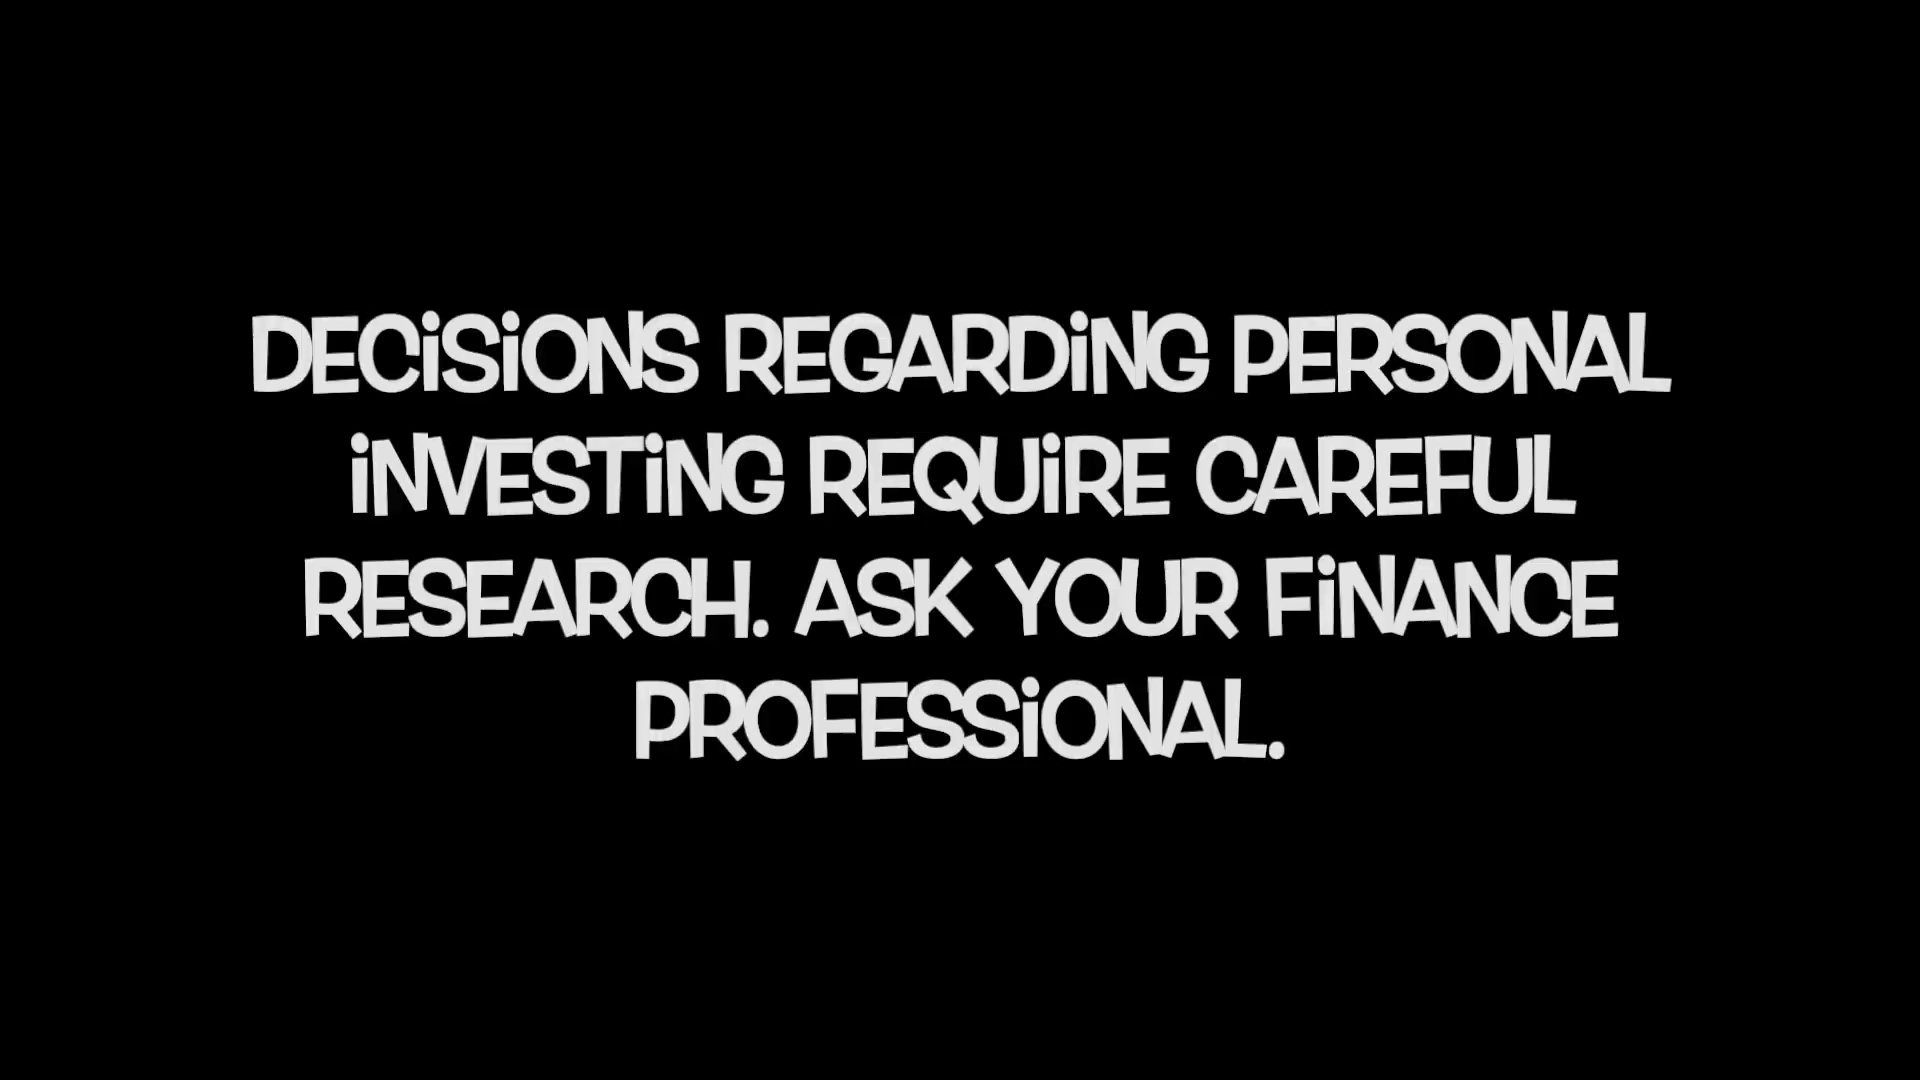 DECiSiONS REGARDiNG PERSONAL
iNVESTiNG REQUiRE CAREFUL
RESEARCH. ASK YOUR FiNANCE
PROFESSiONAL.